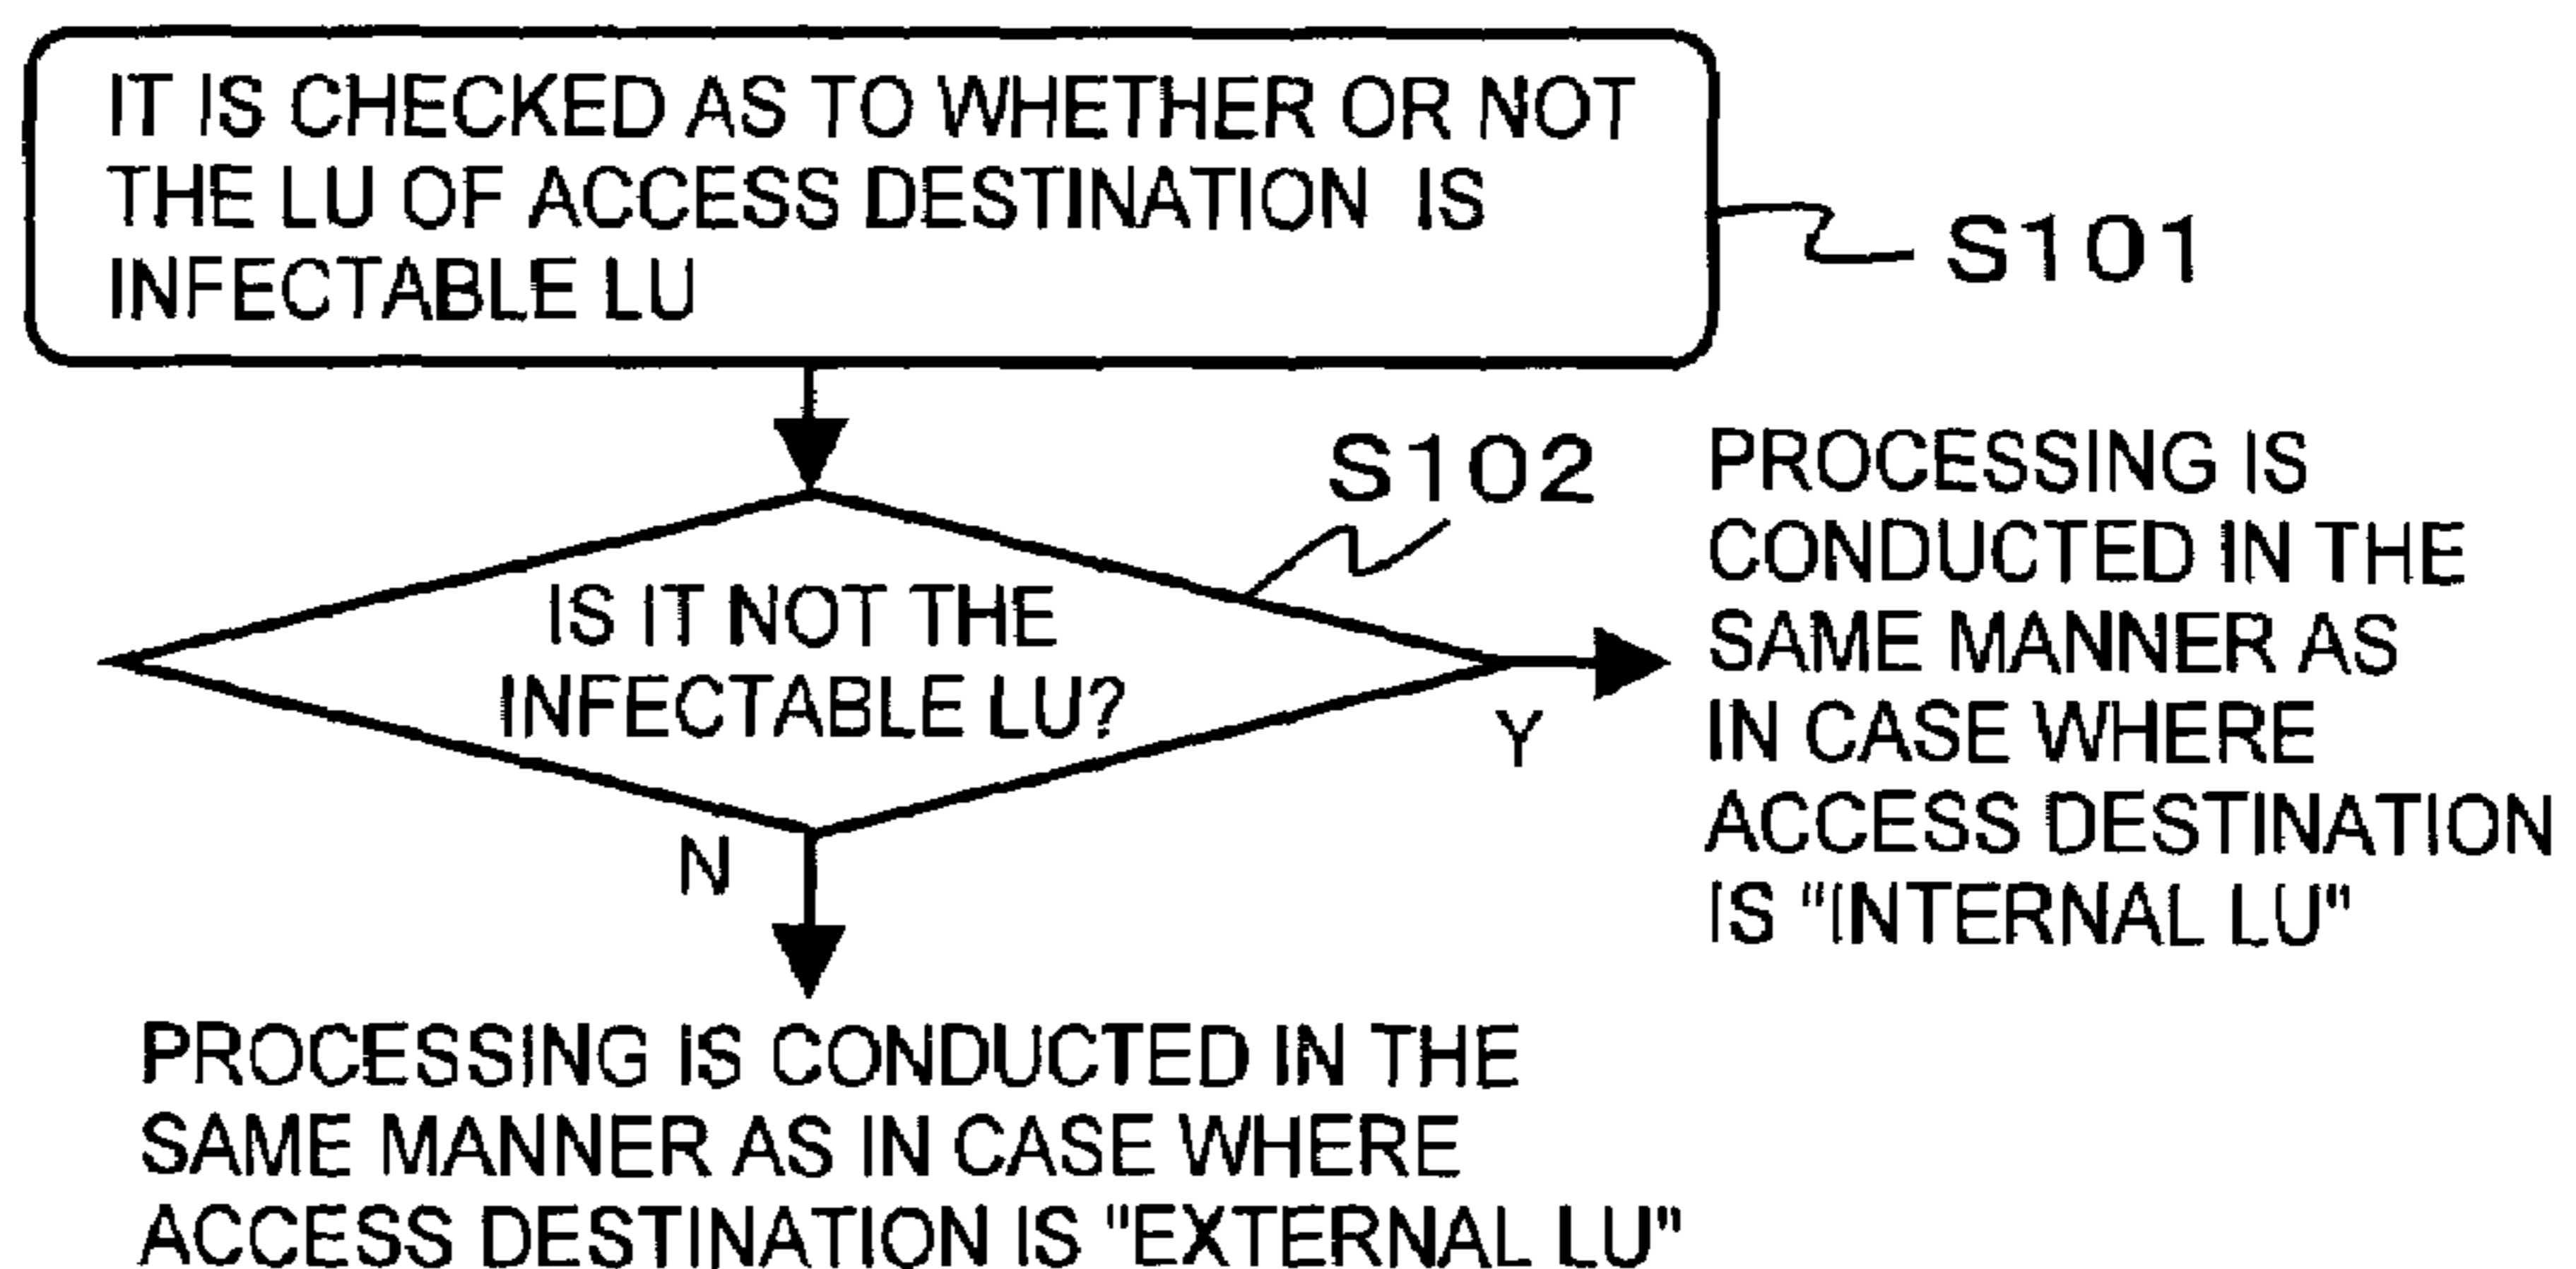 IT IS CHECKED AS TO WHETHER OR NOT
THE LU OF ACCESS DESTINATION IS
INFECTABLE LU
S101
S102
IS IT NOT THE
INFECTABLE LU?
Y
N
PROCESSING IS
CONDUCTED IN THE
SAME MANNER AS
IN CASE WHERE
ACCESS DESTINATION
IS "INTERNAL LU"
PROCESSING IS CONDUCTED IN THE
SAME MANNER AS IN CASE WHERE
ACCESS DESTINATION IS "EXTERNAL LU"